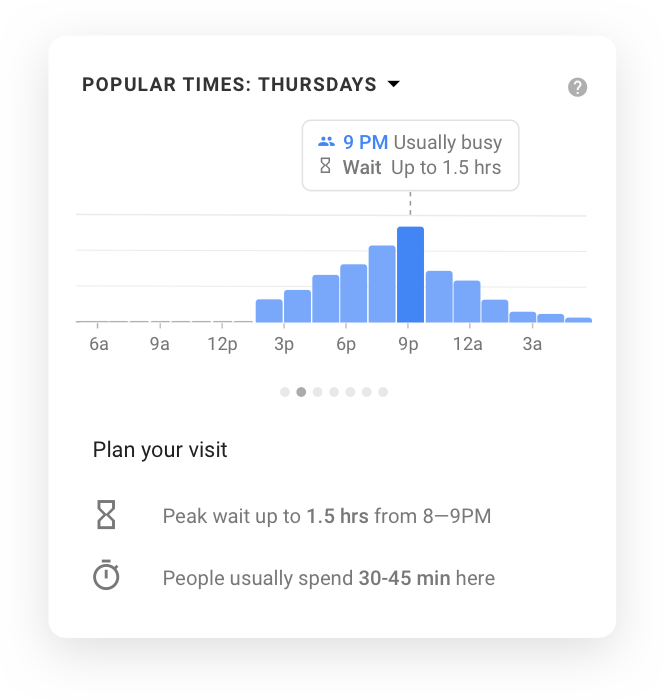 POPULAR TIMES: THURSDAYS
9 PM Usually busy
Wait Up to 1.5 hrs
6a 9a 12p 3p 6p 9p 12a 3a
Plan your visit
Peak wait up to 1.5 hrs from 8–9PM
People usually spend 30-45 min here